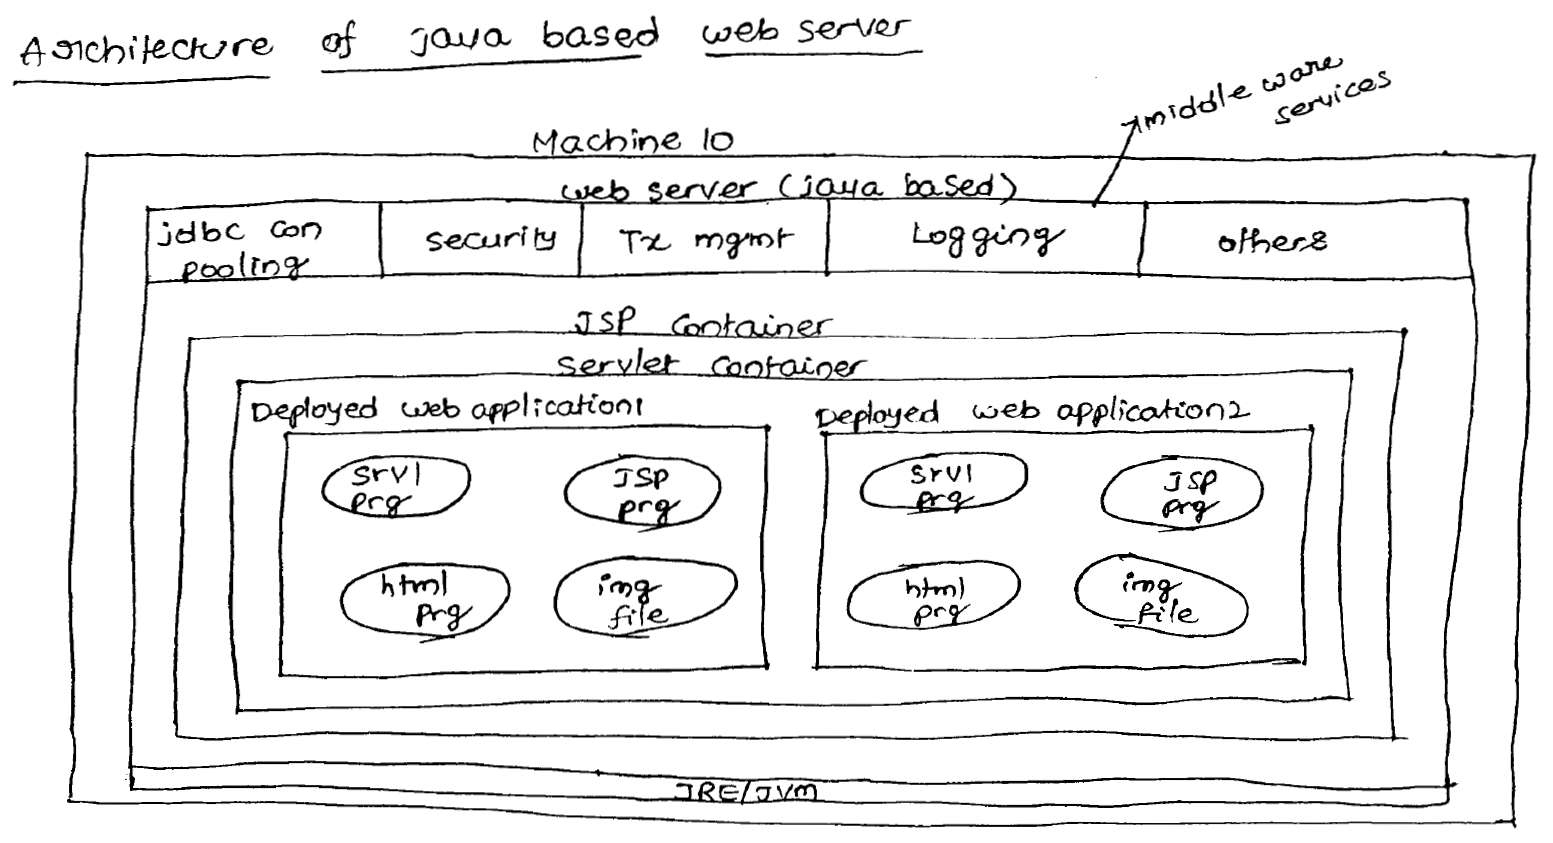 Architecture of java based web server
middle ware
services
Machine 10
web server (java based)
jdbc con
pooling
security
Tx mgmt
Logging
others
JSP Container
Servlet Container
Deployed web application1
Deployed web application2
srvl
prg
JSP
prg
srvl
prg
JSP
prg
html
prg
img
file
html
prg
img
file
JRE/JVM